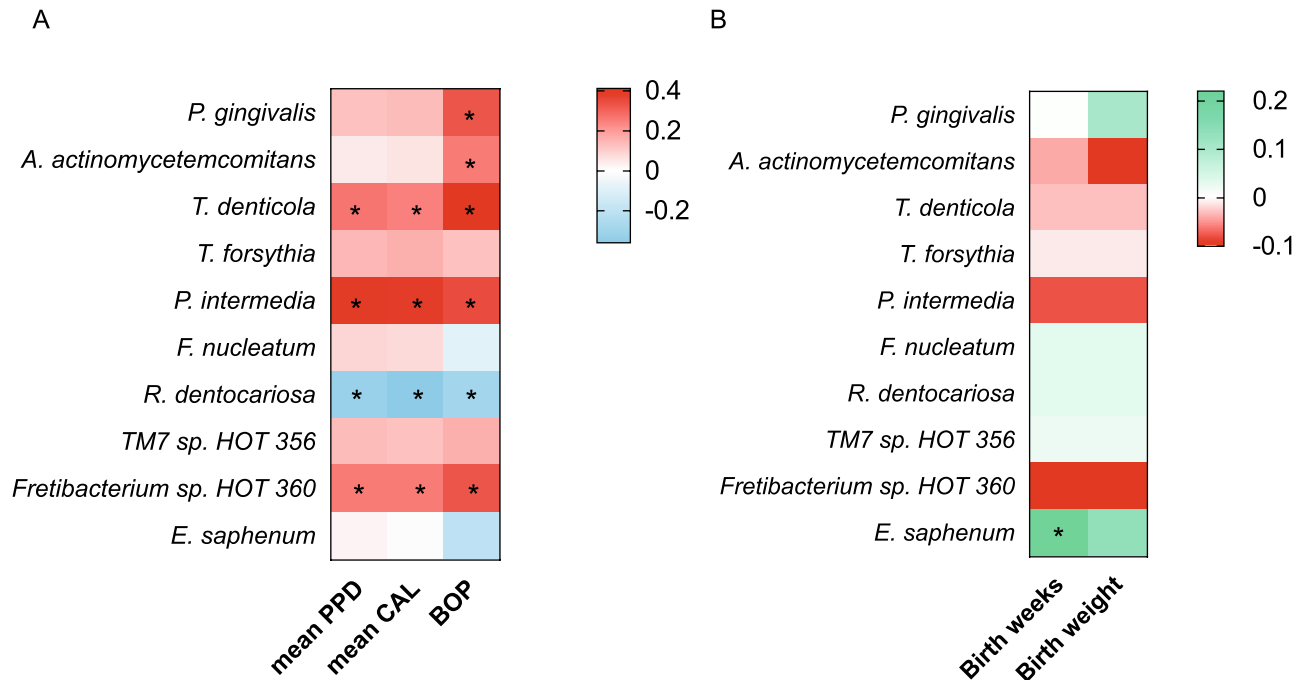 A
P. gingivalis
A. actinomycetemcomitans
T. denticola
T. forsythia
P. intermedia
F. nucleatum
R. dentocariosa
TM7 sp. HOT 356
Fretibacterium sp. HOT 360
E. saphenum
* 
*
* * *
* * *
* * *
* * *
mean PPD
mean CAL
BOP
0.4
0.2
0
-0.2
B
P. gingivalis
A. actinomycetemcomitans
T. denticola
T. forsythia
P. intermedia
F. nucleatum
R. dentocariosa
TM7 sp. HOT 356
Fretibacterium sp. HOT 360
E. saphenum
*
Birth weeks
Birth weight
0.2
0.1
0
-0.1